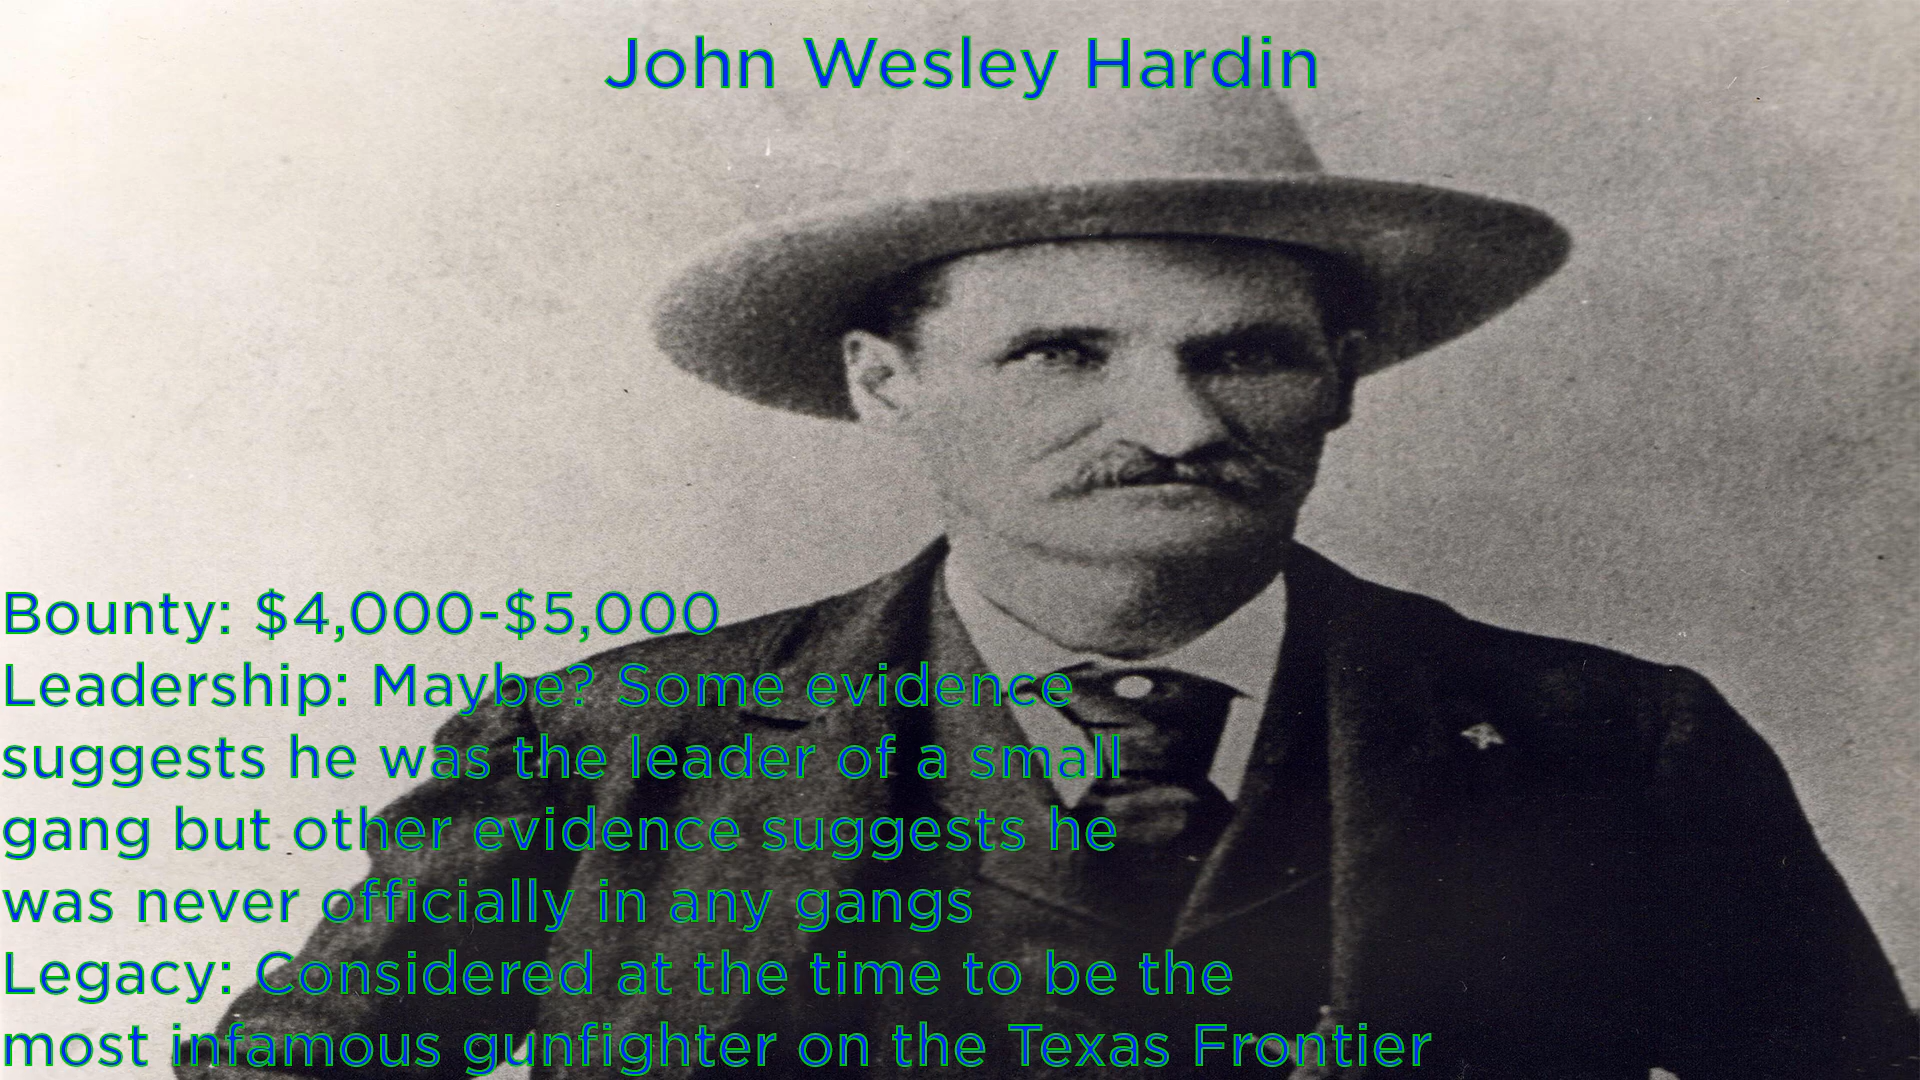 John Wesley Hardin
Bounty: $4,000-$5,000
Leadership: Maybe? Some evidence
suggests he was the leader of a small
gang but other evidence suggests he
was never officially in any gangs
Legacy: Considered at the time to be the
most infamous gunfighter on the Texas Frontier